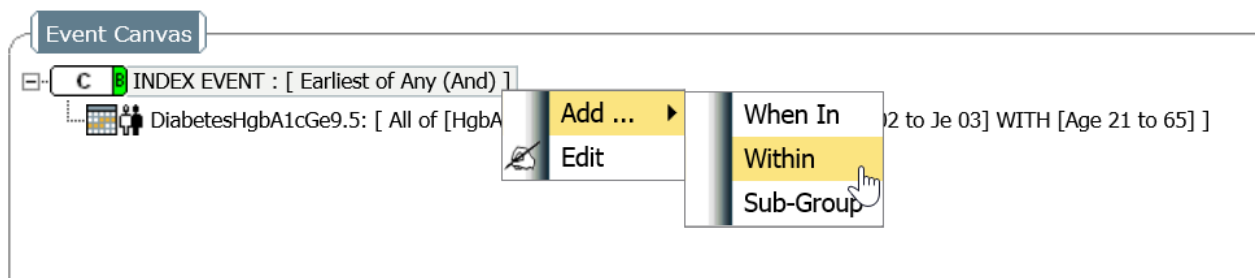 Event Canvas
C B INDEX EVENT : [ Earliest of Any (And) ]
DiabetesHgbA1cGe9.5: [ All of [HgbA 02 to Je 03] WITH [Age 21 to 65] ]
Add ...
Edit
When In
Within
Sub-Group